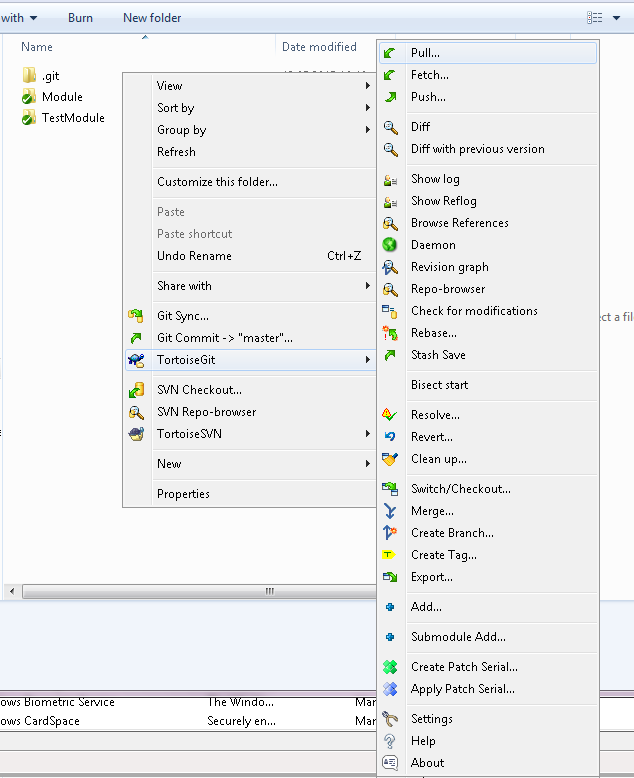 with
Burn
New folder
Name
Date modified
.git
Module
TestModule
View
Sort by
Group by
Refresh
Customize this folder...
Paste
Paste shortcut
Undo Rename Ctrl+Z
Share with
Git Sync...
Git Commit -> "master"...
TortoiseGit
SVN Checkout...
SVN Repo-browser
TortoiseSVN
New
Properties
Pull...
Fetch...
Push...
Diff
Diff with previous version
Show log
Show Reflog
Browse References
Daemon
Revision graph
Repo-browser
Check for modifications
Rebase...
Stash Save
Bisect start
Resolve...
Revert...
Clean up...
Switch/Checkout...
Merge...
Create Branch...
Create Tag...
Export...
Add...
Submodule Add...
Create Patch Serial...
Apply Patch Serial...
Settings
Help
About
ct a file
ows Biometric Service The Windo... Mar
ows CardSpace Securely en... Mar